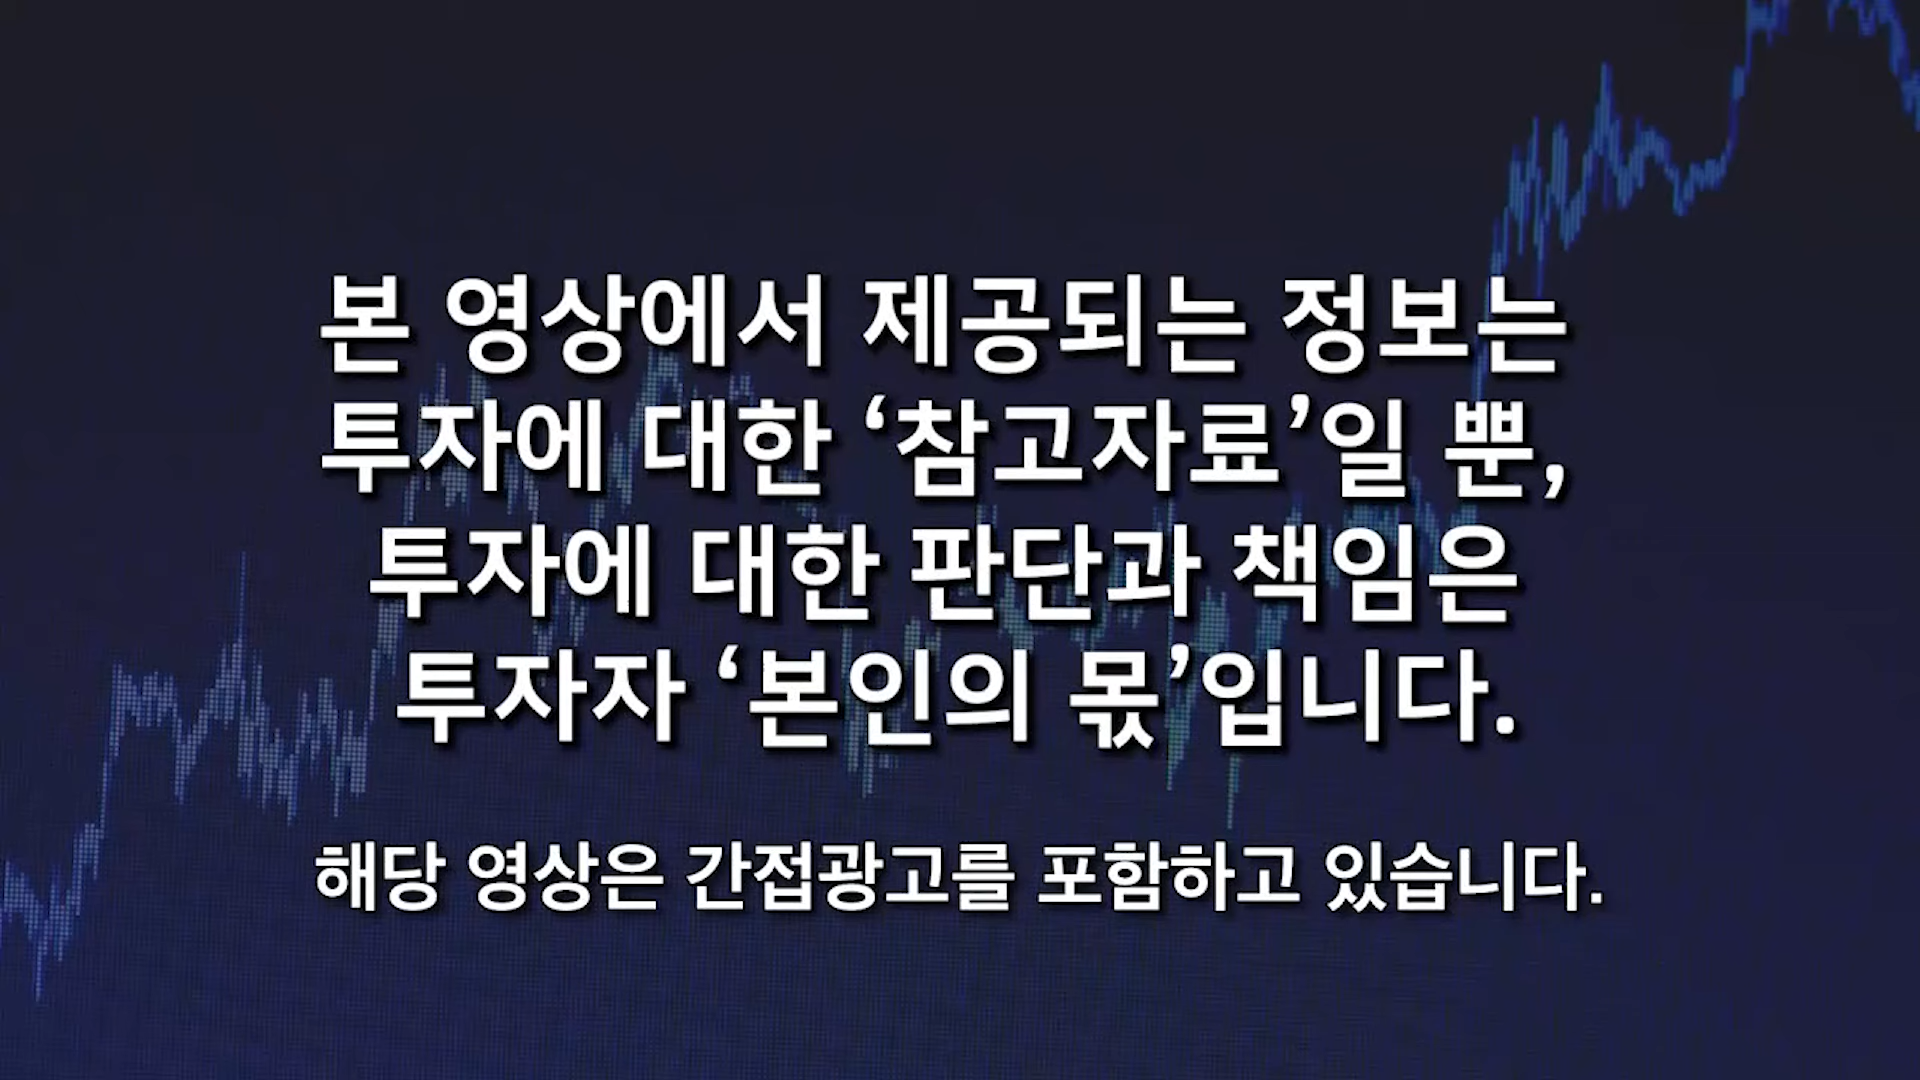 본 영상에서 제공되는 정보는
투자에 대한 ‘참고자료’일 뿐,
투자에 대한 판단과 책임은
투자자 ‘본인의 몫’입니다.
해당 영상은 간접광고를 포함하고 있습니다.